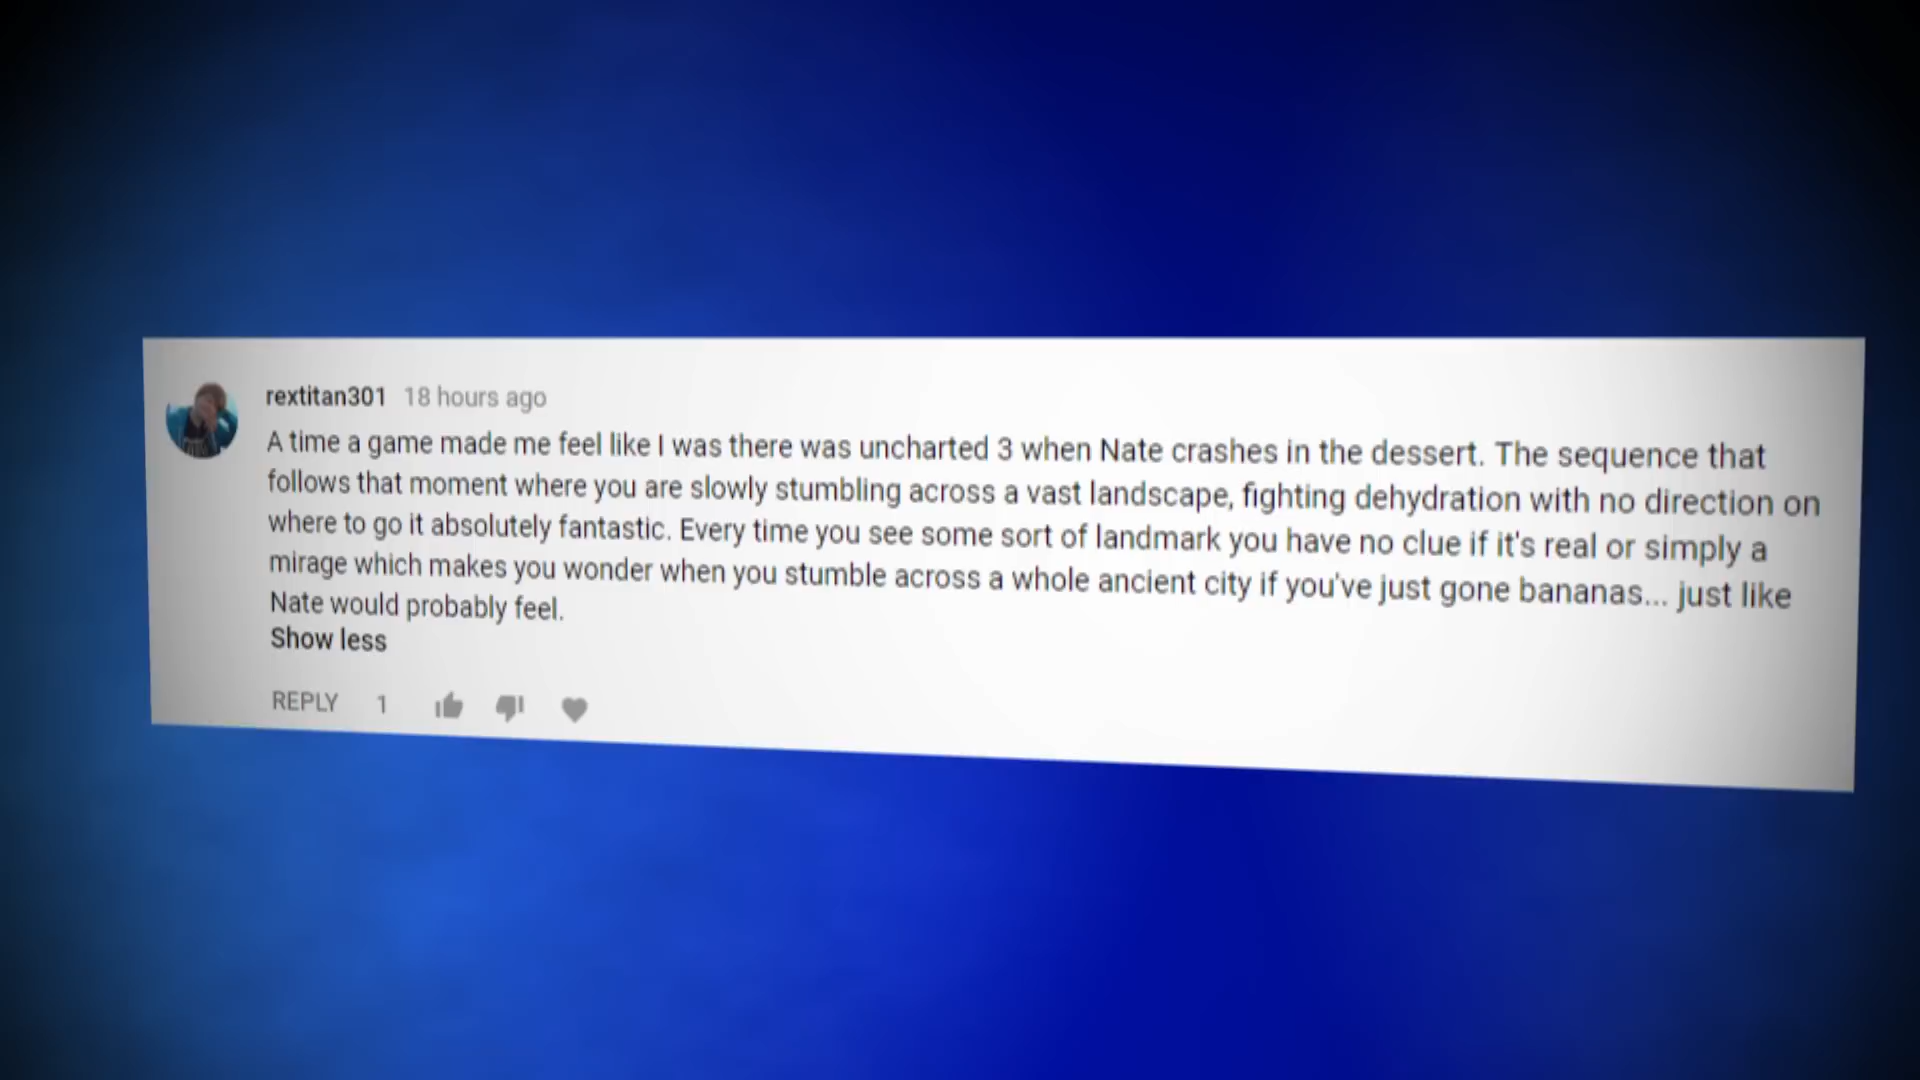 rextitan301 18 hours ago
A time a game made me feel like I was there was uncharted 3 when Nate crashes in the dessert. The sequence that
follows that moment where you are slowly stumbling across a vast landscape, fighting dehydration with no direction on
where to go it absolutely fantastic. Every time you see some sort of landmark you have no clue if it's real or simply a
mirage which makes you wonder when you stumble across a whole ancient city if you've just gone bananas... just like
Nate would probably feel.
Show less
REPLY 1